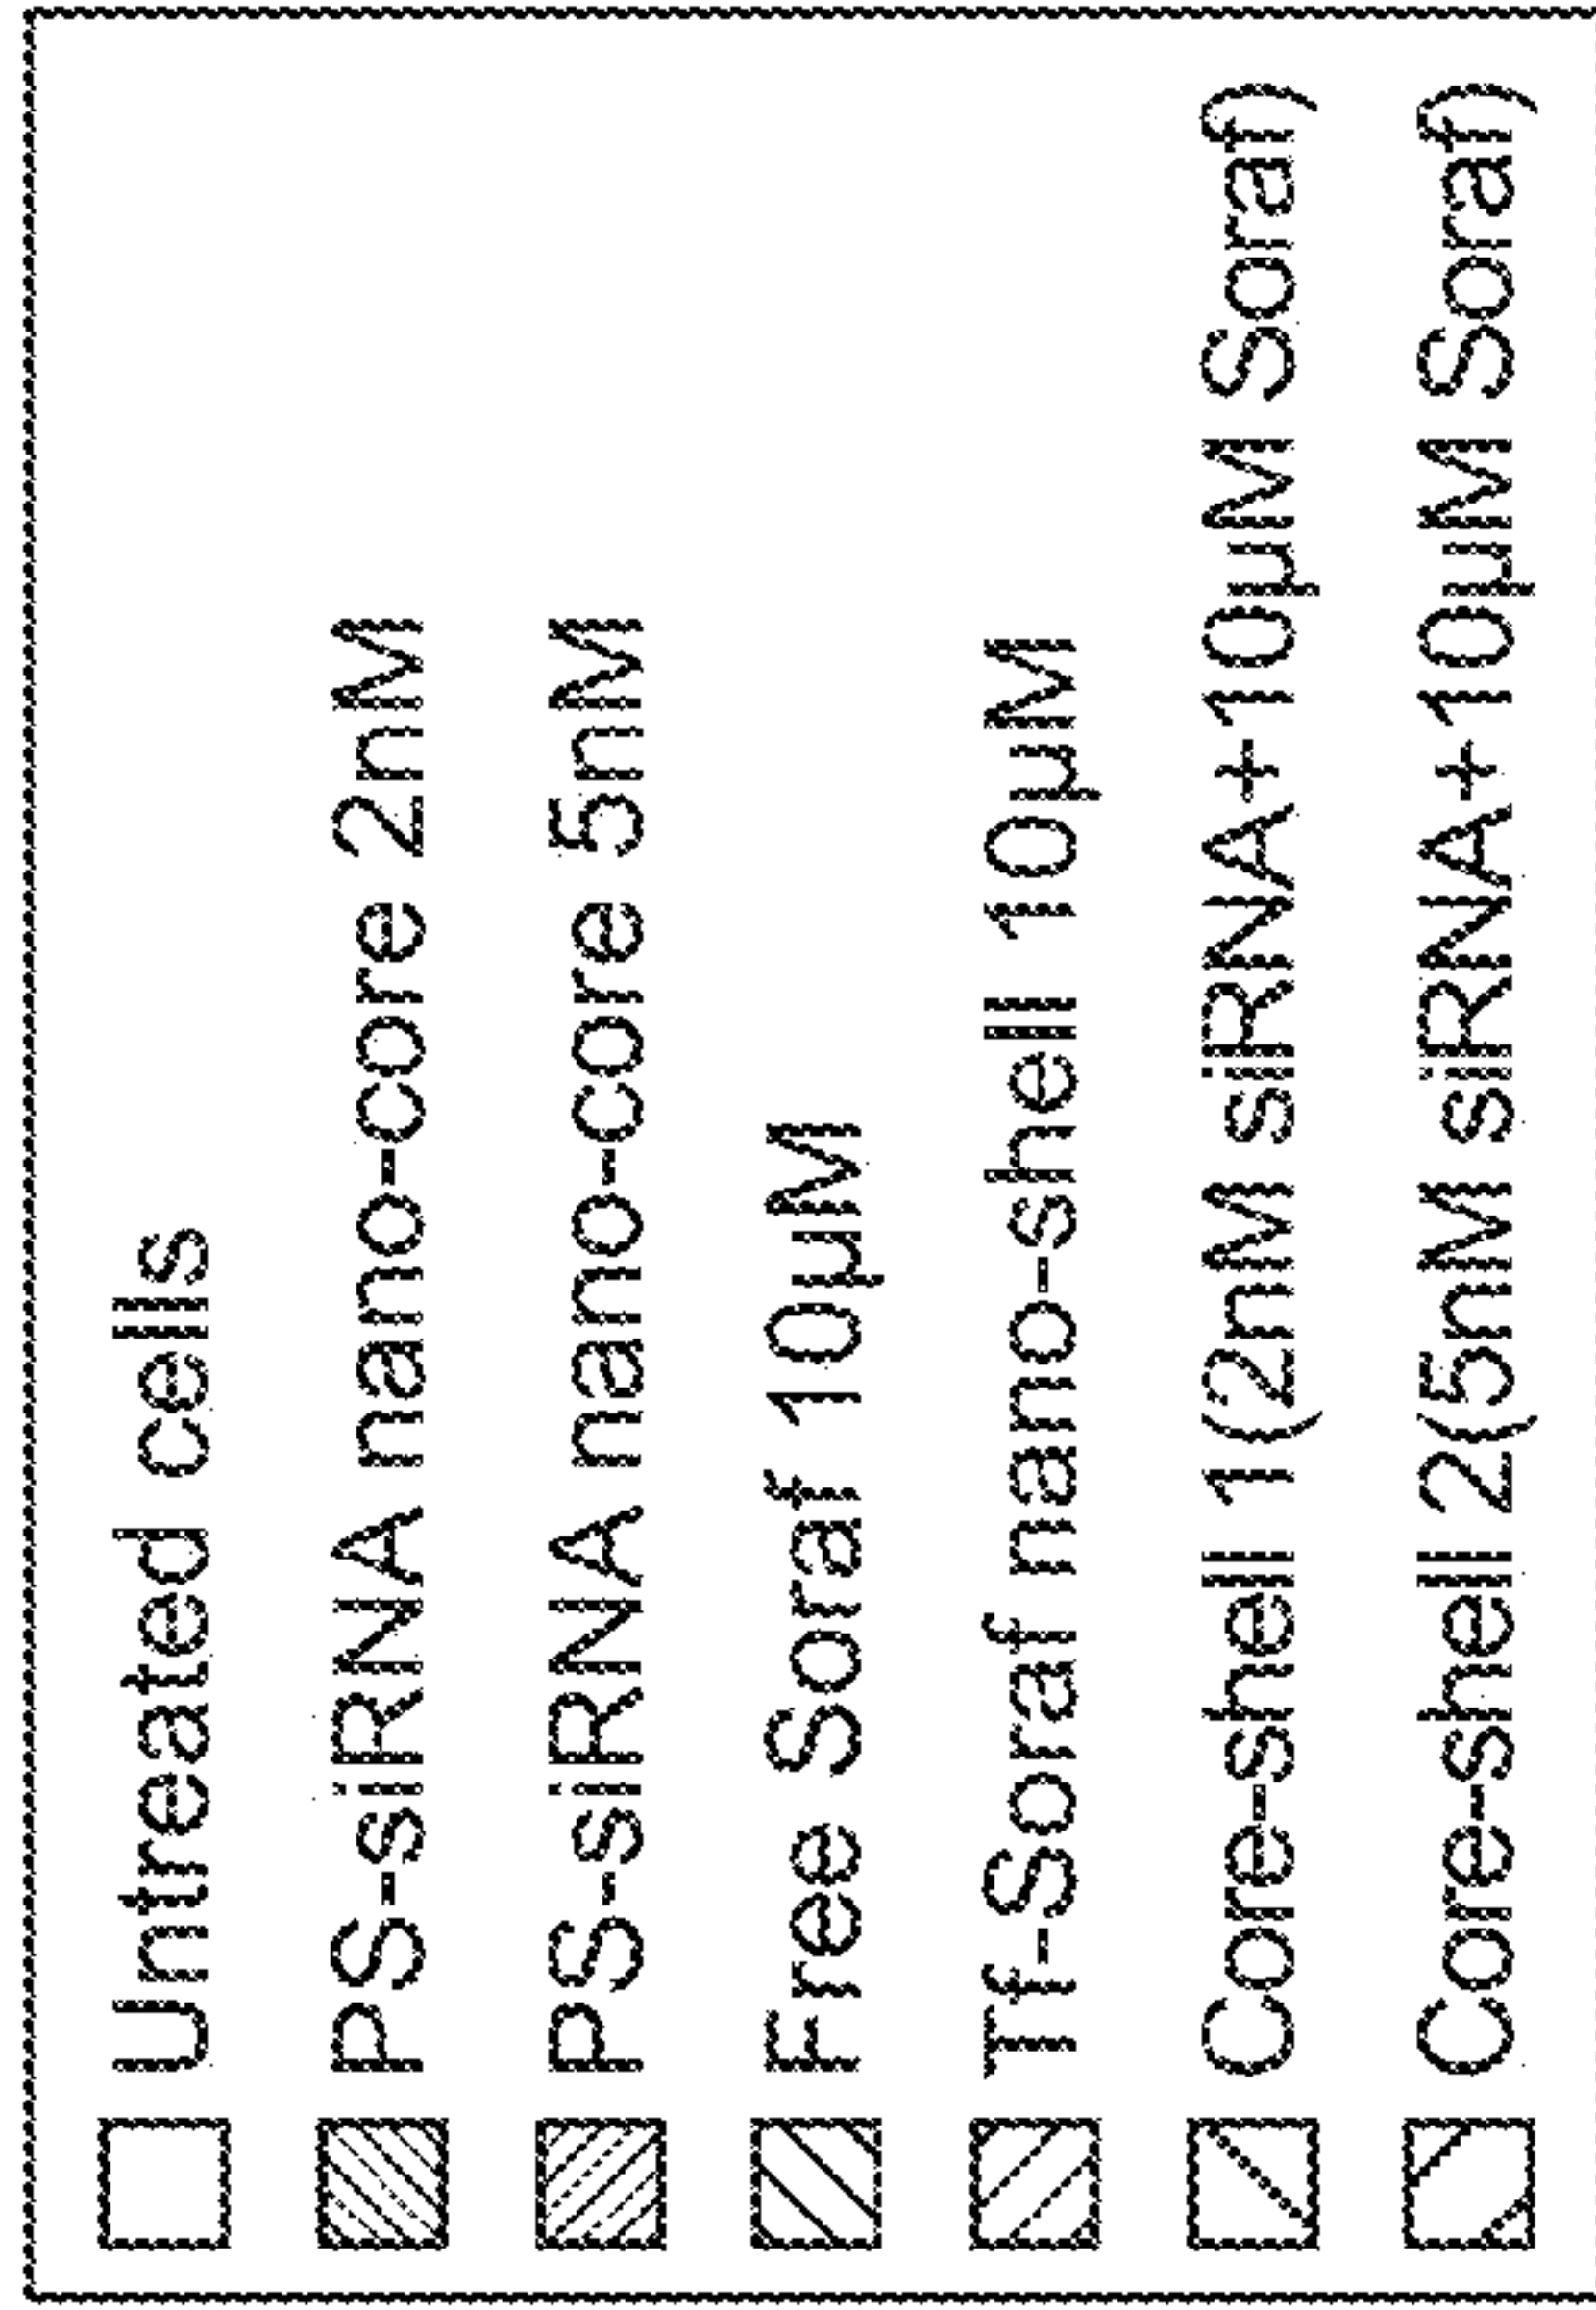 Untreated cells
PS-siRNA nano-core 2nM
PS-siRNA nano-core 5nM
Free Soraf 10µM
Tf-Soraf nano-shell 10µM
Core-shell 1(2nM siRNA+10µM Soraf)
Core-shell 2(5nM siRNA+10µM Soraf)